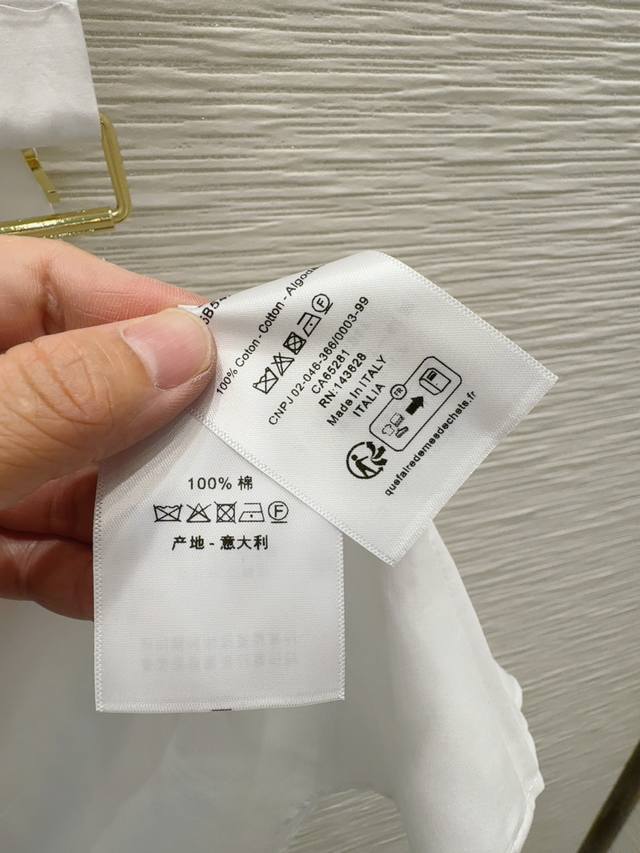 100% Coton - Cotton - Algod
CNPJ 02-046-366/0003-99
CA65281
RN:143628
Made in ITALY
ITALIA
FR
quefairedemesdechets.fr
100% 棉
产地 - 意大利